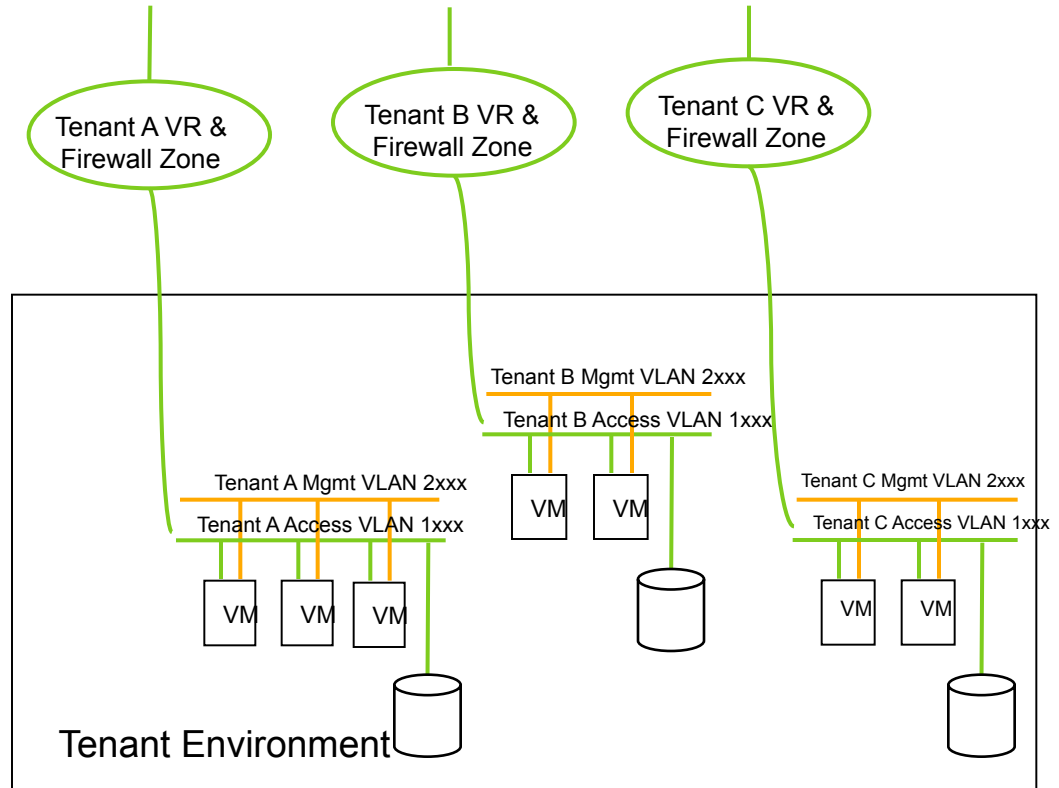 Tenant A VR &
Firewall Zone
Tenant B VR &
Firewall Zone
Tenant C VR &
Firewall Zone
Tenant B Mgmt VLAN 2xxx
Tenant B Access VLAN 1xxx
VM
VM
Tenant A Mgmt VLAN 2xxx
Tenant A Access VLAN 1xxx
VM
VM
VM
Tenant C Mgmt VLAN 2xxx
Tenant C Access VLAN 1xxx
VM
VM
Tenant Environment